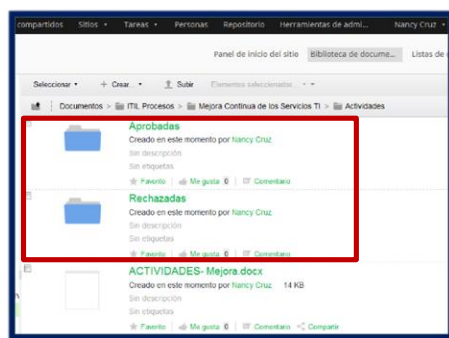 compartidos Sitios Tareas Personas Repositorio Herramientas de admi... Nancy Cruz
Panel de inicio del sitio Biblioteca de docume... Listas de
Seleccionar + Crear... Subir Elementos seleccionados...
Documentos > ITIL Procesos > Mejora Continua de los Servicios TI > Actividades
Aprobadas
Creado en este momento por Nancy Cruz
Sin descripción
Sin etiquetas
Favorito Me gusta 0 Comentario
Rechazadas
Creado en este momento por Nancy Cruz
Sin descripción
Sin etiquetas
Favorito Me gusta 0 Comentario
ACTIVIDADES- Mejora.docx
Creado en este momento por Nancy Cruz 14 KB
Sin descripción
Sin etiquetas
Favorito Me gusta 0 Comentario Compartir